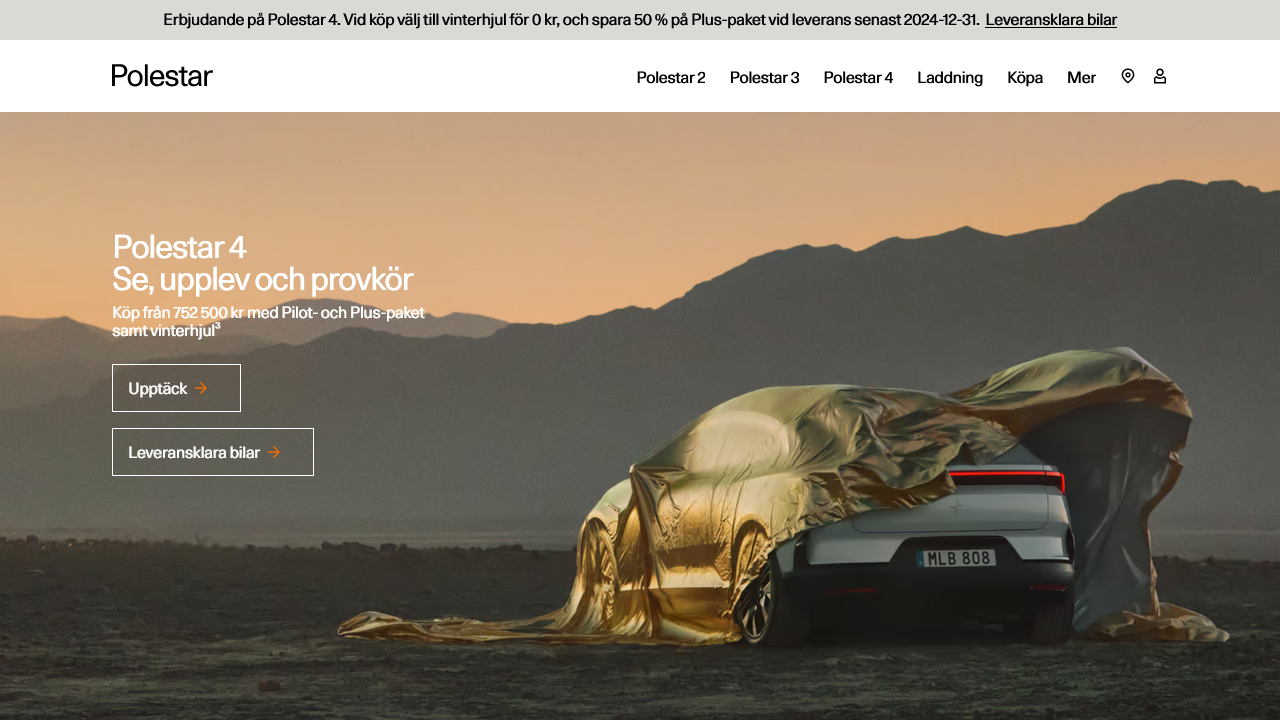 Erbjudande på Polestar 4. Vid köp välj till vinterhjul för 0 kr, och spara 50 % på Plus-paket vid leverans senast 2024-12-31. Leveransklara bilar
Polestar
Polestar 2 Polestar 3 Polestar 4 Laddning Köpa Mer
Polestar 4
Se, upplev och provkör
Köp från 752 500 kr med Pilot- och Plus-paket
samt vinterhjul³
Upptäck →
Leveransklara bilar →
MLB 808